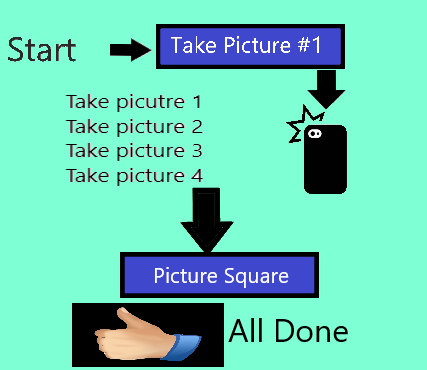 Start
Take Picture #1
Take picutre 1
Take picture 2
Take picture 3
Take picture 4
Picture Square
All Done